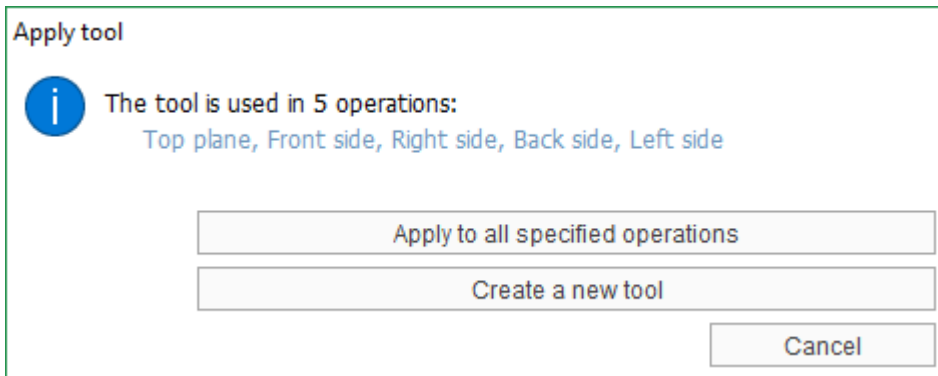 Apply tool
The tool is used in 5 operations:
Top plane, Front side, Right side, Back side, Left side
Apply to all specified operations
Create a new tool
Cancel